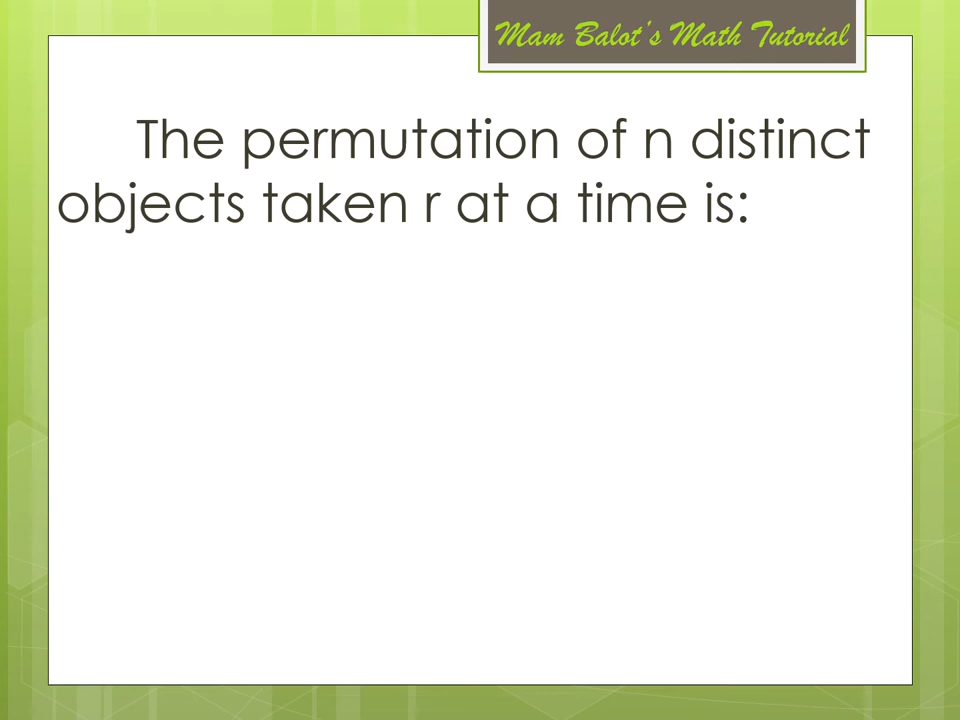 Mam Balot's Math Tutorial
The permutation of n distinct
objects taken r at a time is: